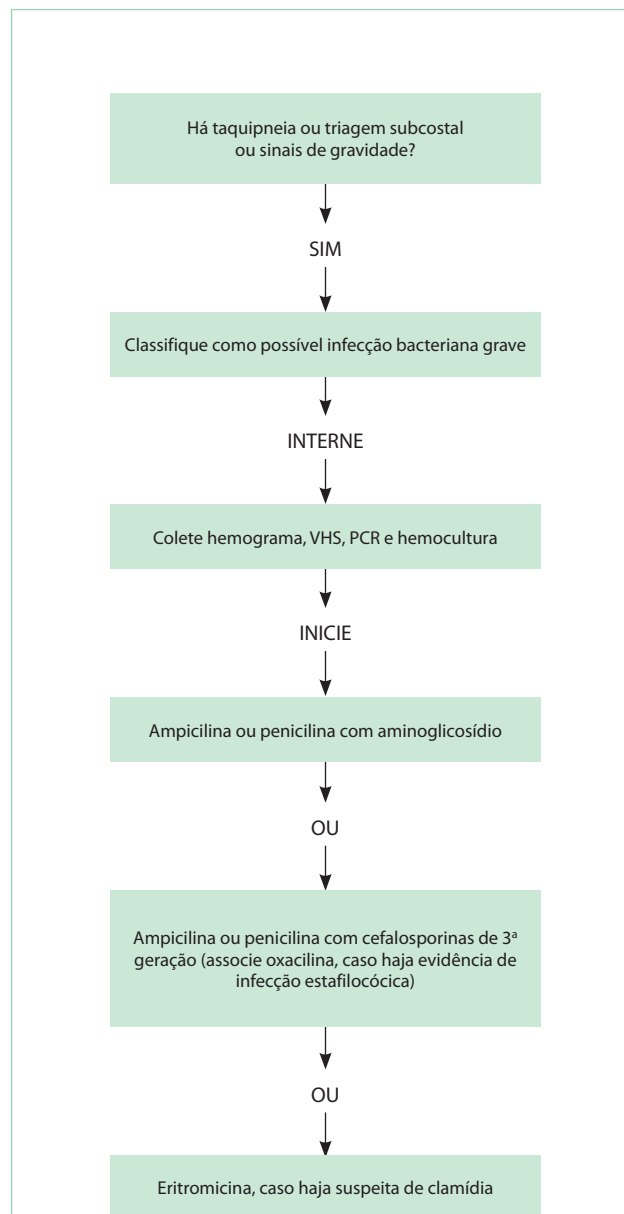 Há taquipneia ou triagem subcostal
ou sinais de gravidade?
SIM
Classifique como possível infecção bacteriana grave
INTERNE
Colete hemograma, VHS, PCR e hemocultura
INICIE
Ampicilina ou penicilina com aminoglicosídio
OU
Ampicilina ou penicilina com cefalosporinas de 3ª
geração (associe oxacilina, caso haja evidência de
infecção estafilocócica)
OU
Eritromicina, caso haja suspeita de clamídia